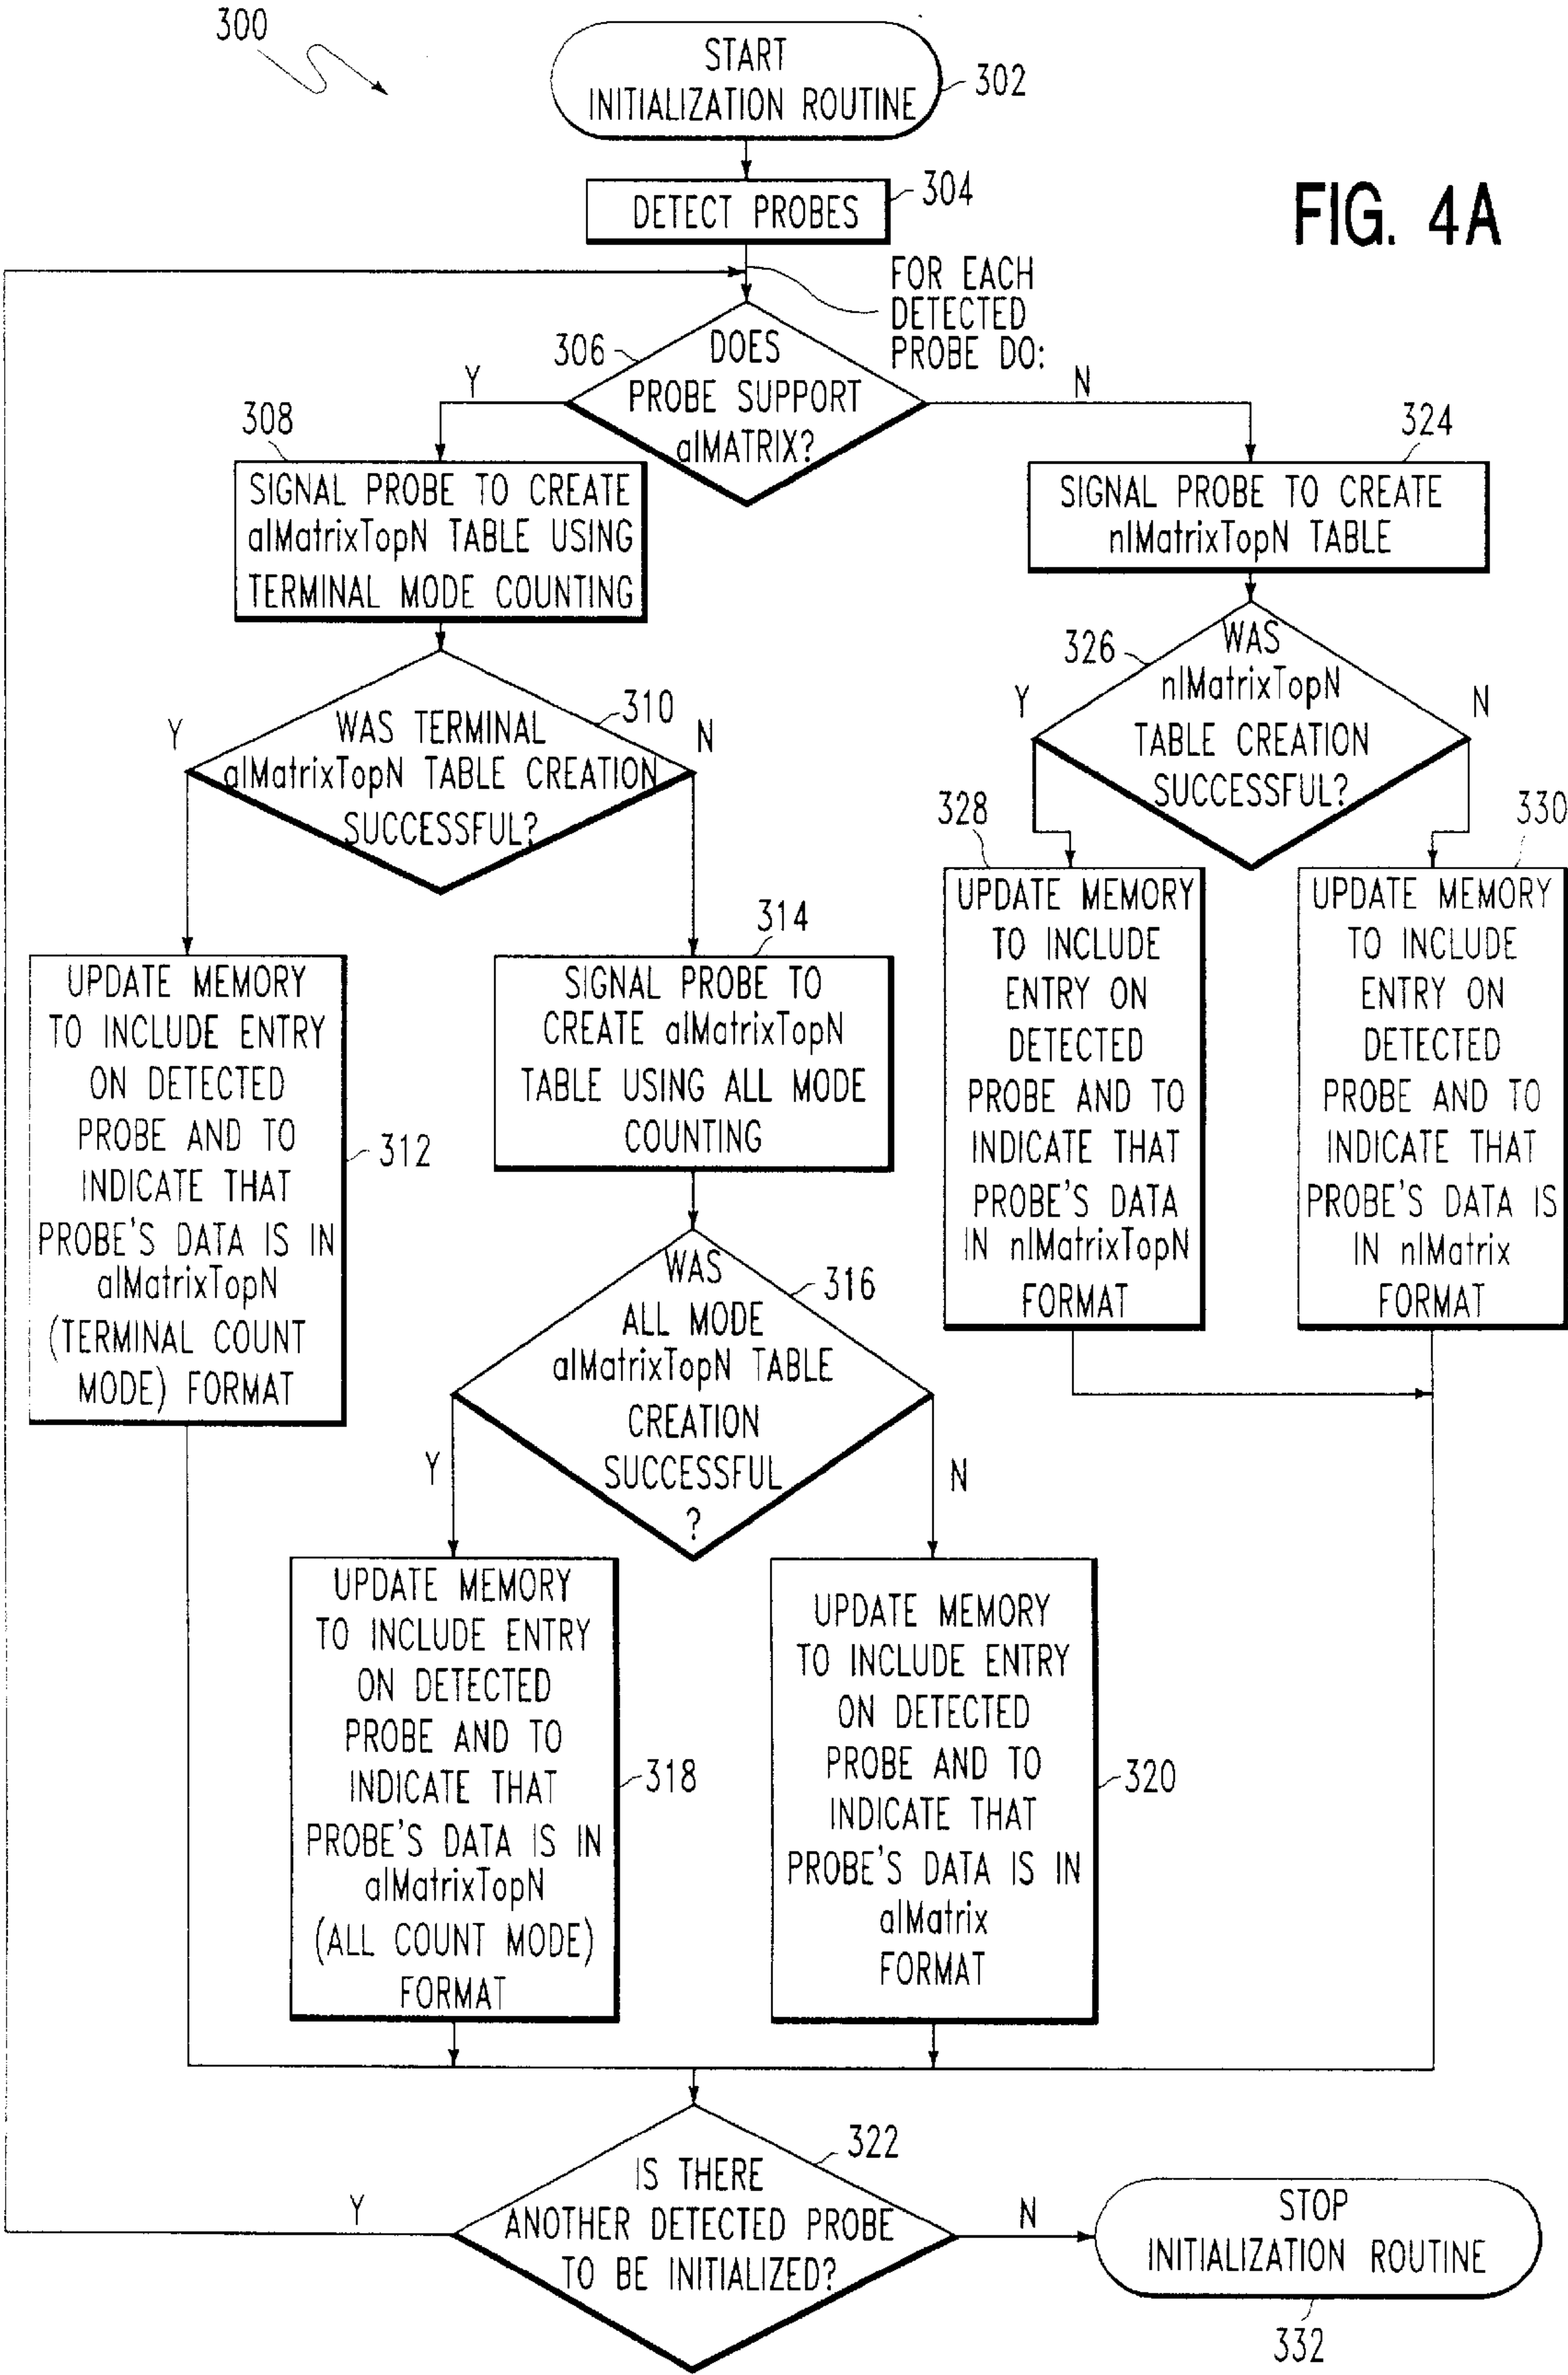 300
START
INITIALIZATION ROUTINE
302
DETECT PROBES
304
FIG. 4A
FOR EACH
DETECTED
PROBE DO:
306
DOES
PROBE SUPPORT
alMATRIX?
Y
N
308
SIGNAL PROBE TO CREATE
alMatrixTopN TABLE USING
TERMINAL MODE COUNTING
324
SIGNAL PROBE TO CREATE
nlMatrixTopN TABLE
310
WAS TERMINAL
alMatrixTopN TABLE CREATION
SUCCESSFUL?
Y
N
326
WAS
nlMatrixTopN
TABLE CREATION
SUCCESSFUL?
Y
N
312
UPDATE MEMORY
TO INCLUDE ENTRY
ON DETECTED
PROBE AND TO
INDICATE THAT
PROBE'S DATA IS IN
alMatrixTopN
(TERMINAL COUNT
MODE) FORMAT
314
SIGNAL PROBE TO
CREATE alMatrixTopN
TABLE USING ALL MODE
COUNTING
328
UPDATE MEMORY
TO INCLUDE
ENTRY ON
DETECTED
PROBE AND TO
INDICATE THAT
PROBE'S DATA
IN nlMatrixTopN
FORMAT
330
UPDATE MEMORY
TO INCLUDE
ENTRY ON
DETECTED
PROBE AND TO
INDICATE THAT
PROBE'S DATA IS
IN nlMatrix
FORMAT
316
WAS
ALL MODE
alMatrixTopN TABLE
CREATION
SUCCESSFUL
?
Y
N
UPDATE MEMORY
TO INCLUDE ENTRY
ON DETECTED
PROBE AND TO
INDICATE THAT
PROBE'S DATA IS IN
alMatrixTopN
(ALL COUNT MODE)
FORMAT
318
UPDATE MEMORY
TO INCLUDE ENTRY
ON DETECTED
PROBE AND TO
INDICATE THAT
PROBE'S DATA IS IN
alMatrix
FORMAT
320
322
IS THERE
ANOTHER DETECTED PROBE
TO BE INITIALIZED?
Y
N
STOP
INITIALIZATION ROUTINE
332